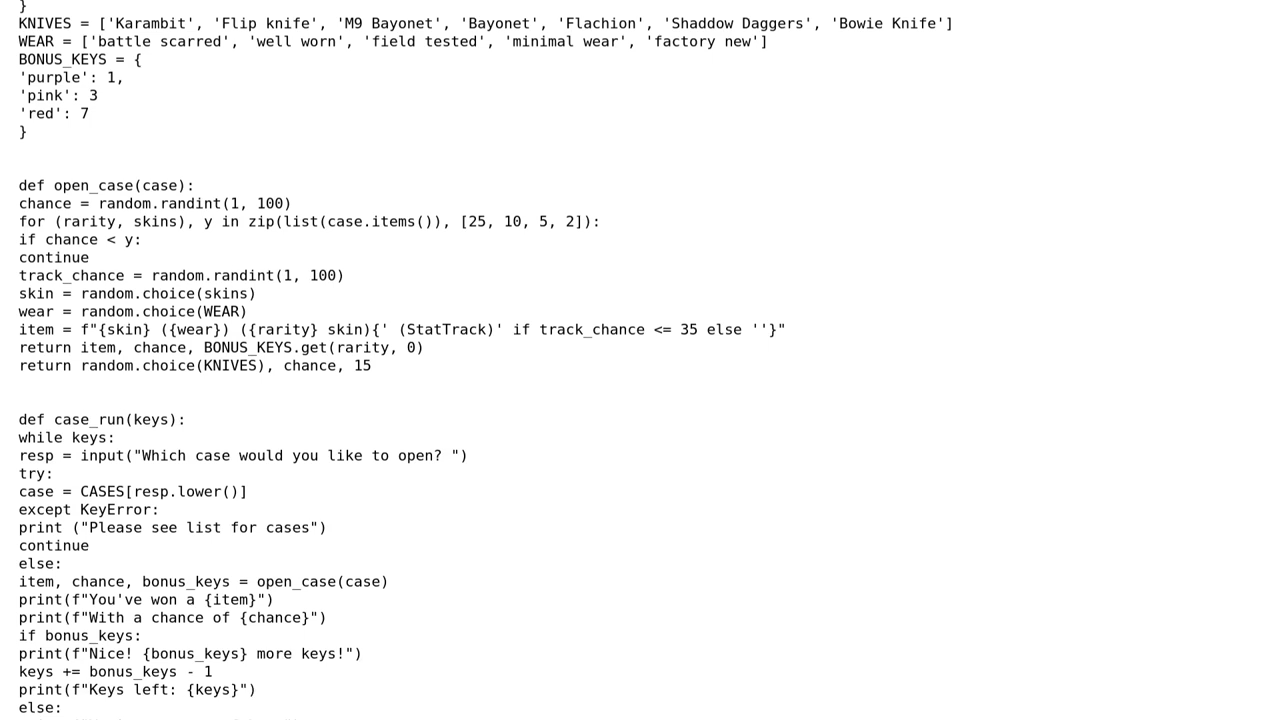 }
KNIVES = ['Karambit', 'Flip knife', 'M9 Bayonet', 'Bayonet', 'Flachion', 'Shaddow Daggers', 'Bowie Knife']
WEAR = ['battle scarred', 'well worn', 'field tested', 'minimal wear', 'factory new']
BONUS_KEYS = {
'purple': 1,
'pink': 3
'red': 7
}
def open_case(case):
chance = random.randint(1, 100)
for (rarity, skins), y in zip(list(case.items()), [25, 10, 5, 2]):
if chance < y:
continue
track_chance = random.randint(1, 100)
skin = random.choice(skins)
wear = random.choice(WEAR)
item = f"{skin} ({wear}) ({rarity} skin){' (StatTrack)' if track_chance <= 35 else ''}"
return item, chance, BONUS_KEYS.get(rarity, 0)
return random.choice(KNIVES), chance, 15
def case_run(keys):
while keys:
resp = input("Which case would you like to open? ")
try:
case = CASES[resp.lower()]
except KeyError:
print ("Please see list for cases")
continue
else:
item, chance, bonus_keys = open_case(case)
print(f"You've won a {item}")
print(f"With a chance of {chance}")
if bonus_keys:
print(f"Nice! {bonus_keys} more keys!")
keys += bonus_keys - 1
print(f"Keys left: {keys}")
else: